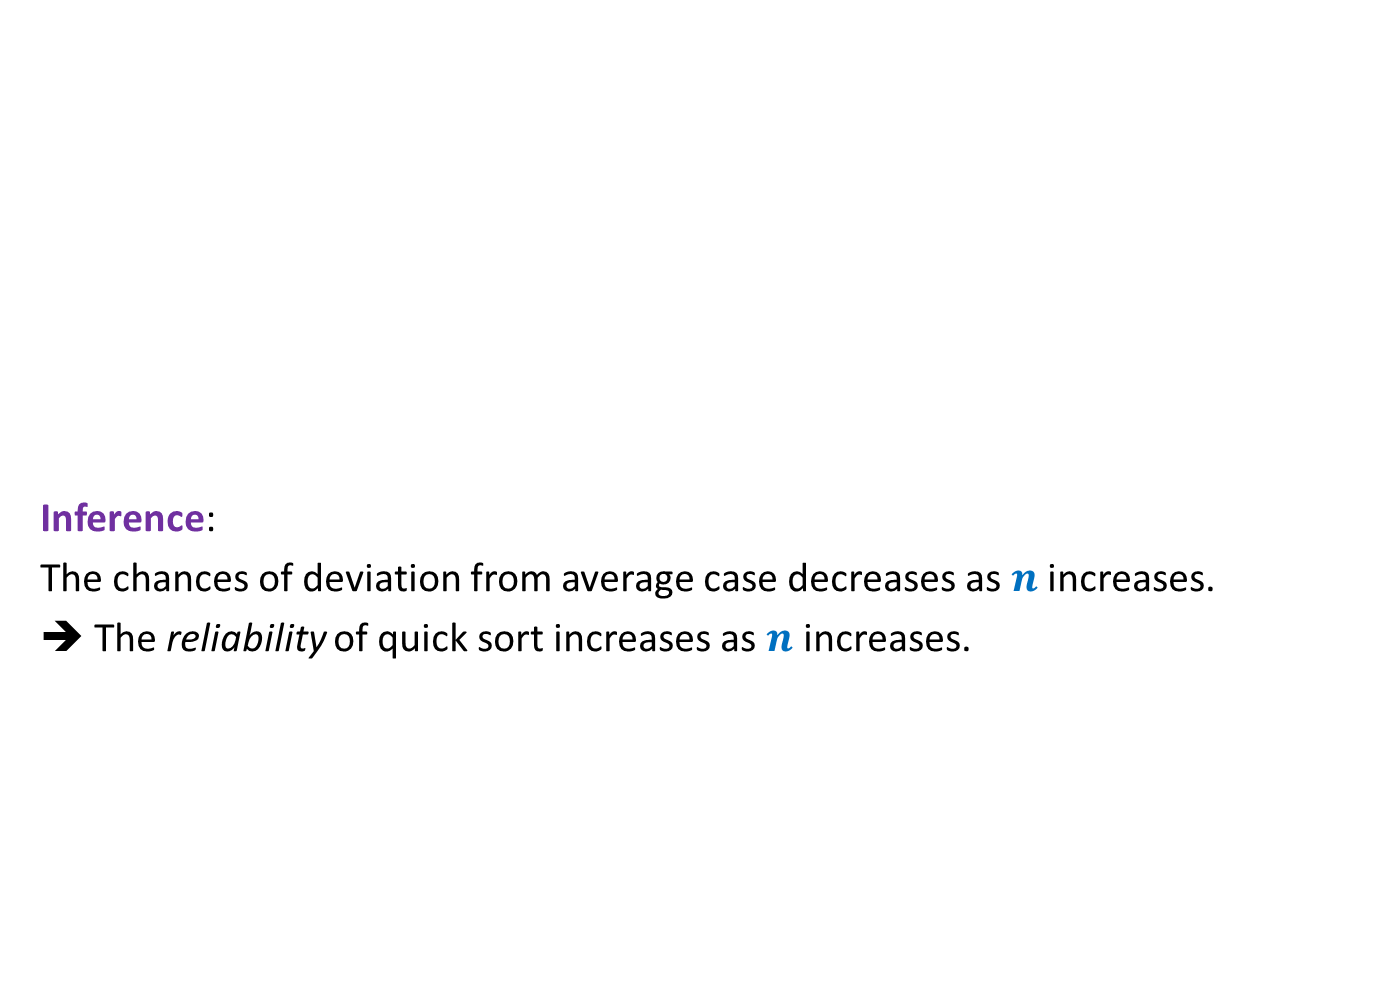 Inference:
The chances of deviation from average case decreases as n increases.
➔ The reliability of quick sort increases as n increases.